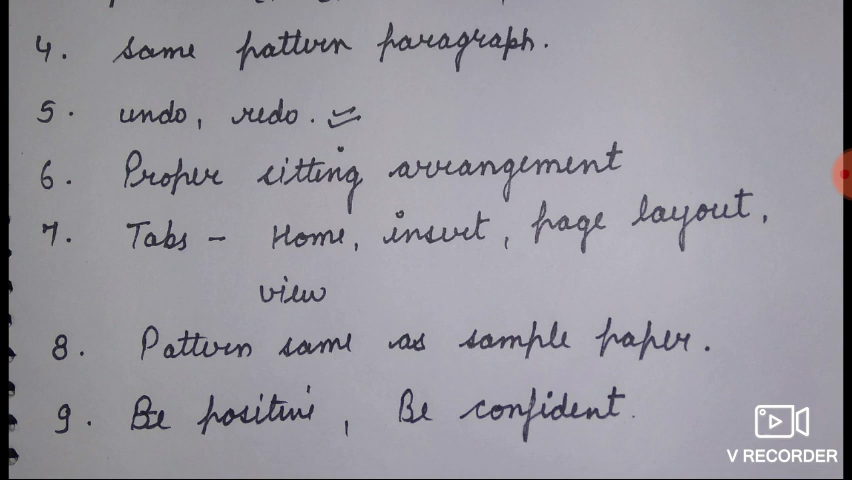 4. same pattern paragraph.
5. undo, redo.
6. Proper sitting arrangement
7. Tabs - Home, insert, page layout,
view
8. Pattern same as sample paper.
9. Be positive, Be confident.
V RECORDER